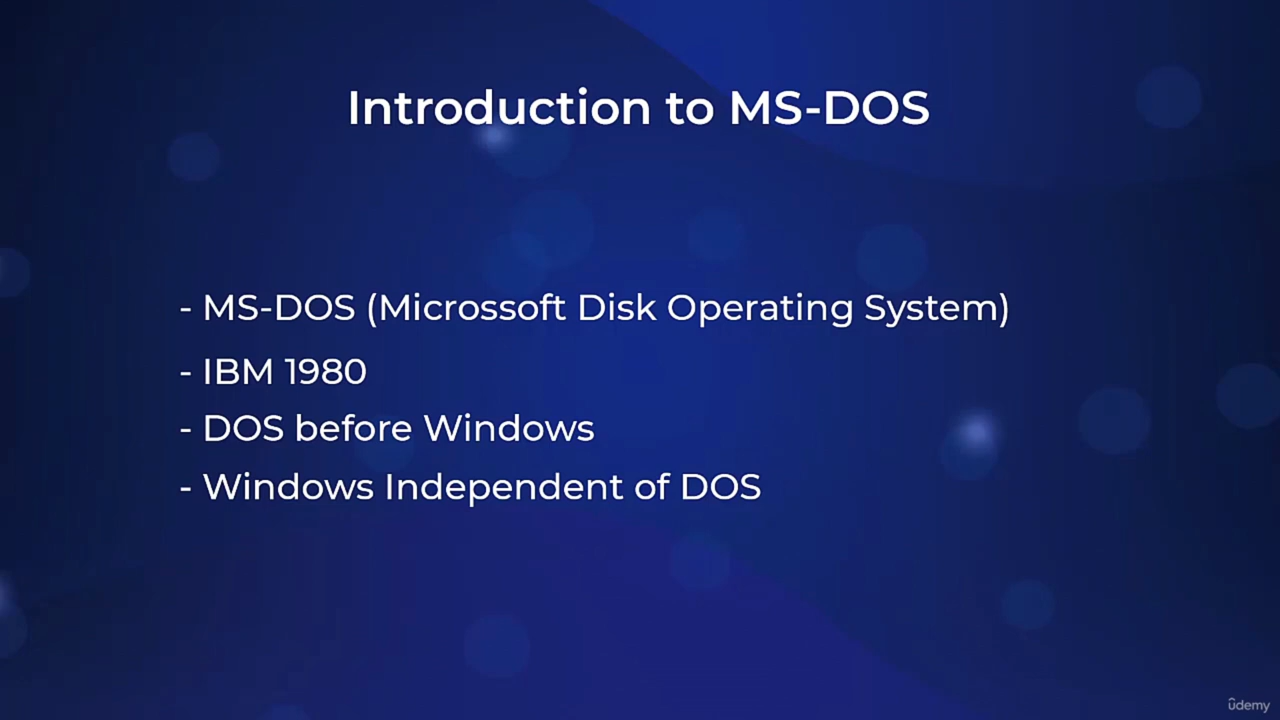 Introduction to MS-DOS
- MS-DOS (Microssoft Disk Operating System)
- IBM 1980
- DOS before Windows
- Windows Independent of DOS
ûdemy